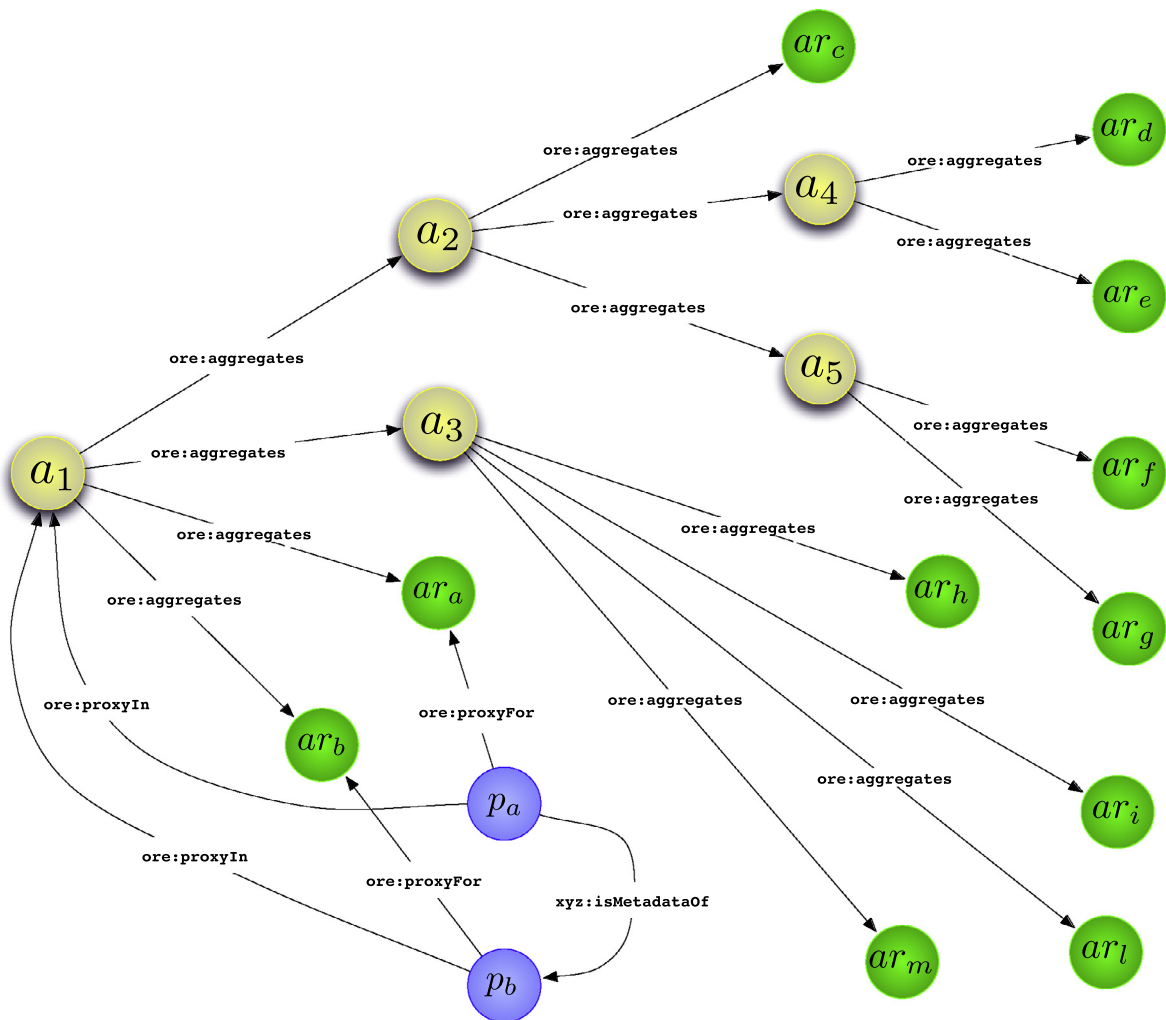 ar_c
ar_d
ore:aggregates
ore:aggregates
a_4
ore:aggregates
a_2
ore:aggregates
ar_e
ore:aggregates
ore:aggregates
a_5
a_3
ore:aggregates
ore:aggregates
a_1
ar_f
ore:aggregates
ore:aggregates
ore:aggregates
ar_a
ar_h
ore:aggregates
ar_g
ore:aggregates
ore:aggregates
ore:proxyIn
ore:proxyFor
ar_b
ore:aggregates
p_a
ar_i
ore:proxyIn
ore:proxyFor
xyz:isMetadataOf
ar_l
ar_m
p_b